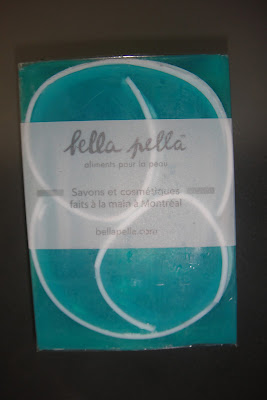 bella pella
aliments pour la peau
Savons et cosmétiques
faits à la main à Montréal
bellapella.com